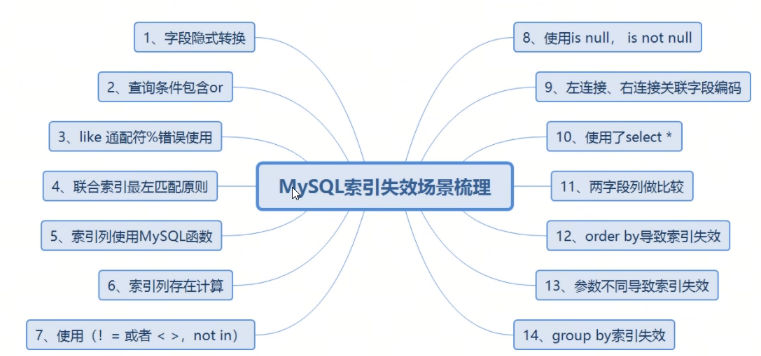 MySQL索引失效场景梳理
1、字段隐式转换
2、查询条件包含or
3、like 通配符%错误使用
4、联合索引最左匹配原则
5、索引列使用MySQL函数
6、索引列存在计算
7、使用（! = 或者 < >，not in）
8、使用is null， is not null
9、左连接、右连接关联字段编码
10、使用了select *
11、两字段列做比较
12、order by导致索引失效
13、参数不同导致索引失效
14、group by索引失效